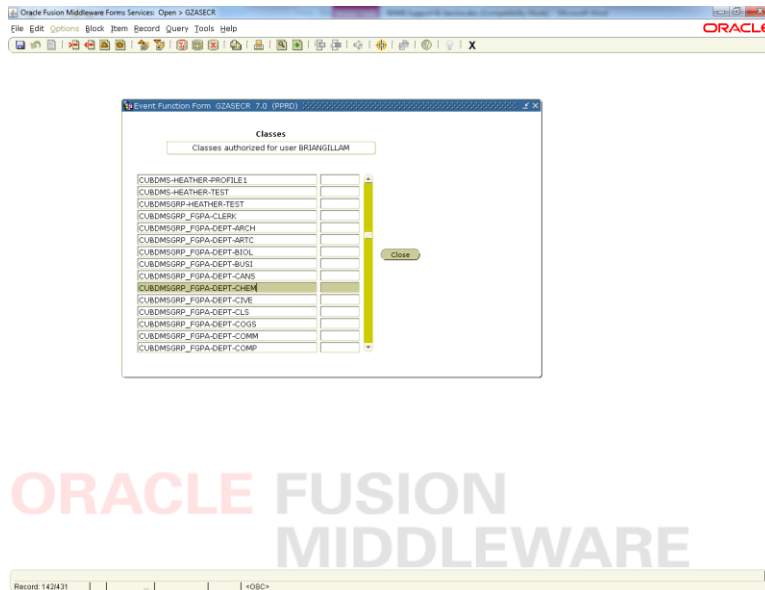 Oracle Fusion Middleware Forms Services: Open > GZASECR
File Edit Options Block Item Record Query Tools Help
ORACLE
X
Event Function Form GZASECR 7.0 (PPRD)
Classes
Classes authorized for user BRIANGILLAM
CUBDMS-HEATHER-PROFILE1
CUBDMS-HEATHER-TEST
CUBDMSGRP-HEATHER-TEST
CUBDMSGRP_FGPA-CLERK
CUBDMSGRP_FGPA-DEPT-ARCH
CUBDMSGRP_FGPA-DEPT-ARTC
CUBDMSGRP_FGPA-DEPT-BIOL
CUBDMSGRP_FGPA-DEPT-BUSI
Close
CUBDMSGRP_FGPA-DEPT-CANS
CUBDMSGRP_FGPA-DEPT-CHEM
CUBDMSGRP_FGPA-DEPT-CIVE
CUBDMSGRP_FGPA-DEPT-CLS
CUBDMSGRP_FGPA-DEPT-COGS
CUBDMSGRP_FGPA-DEPT-COMM
CUBDMSGRP_FGPA-DEPT-COMP
ORACLE FUSION
MIDDLEWARE
Record: 142/431 ... <OSC>